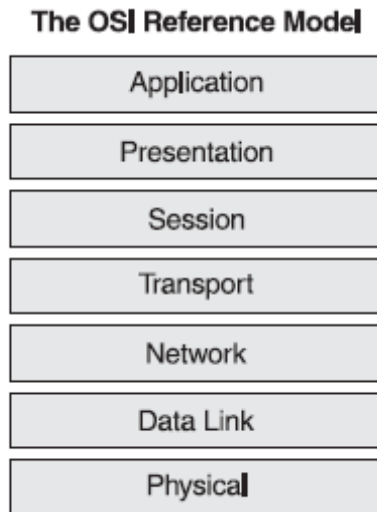 The OSI Reference Model
Application
Presentation
Session
Transport
Network
Data Link
Physical